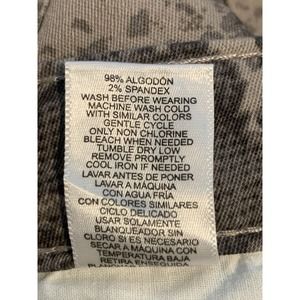 98% ALGODÓN
2% SPANDEX
WASH BEFORE WEARING
MACHINE WASH COLD
WITH SIMILAR COLORS
GENTLE CYCLE
ONLY NON CHLORINE
BLEACH WHEN NEEDED
TUMBLE DRY LOW
REMOVE PROMPTLY
COOL IRON IF NEEDED
LAVAR ANTES DE PONER
LAVAR A MÁQUINA
CON AGUA FRÍA
CON COLORES SIMILARES
CICLO DELICADO
USAR SOLAMENTE
BLANQUEADOR SIN
CLORO SI ES NECESARIO
SECAR A MÁQUINA CON
TEMPERATURA BAJA
RETIRA ENSEGUIDA